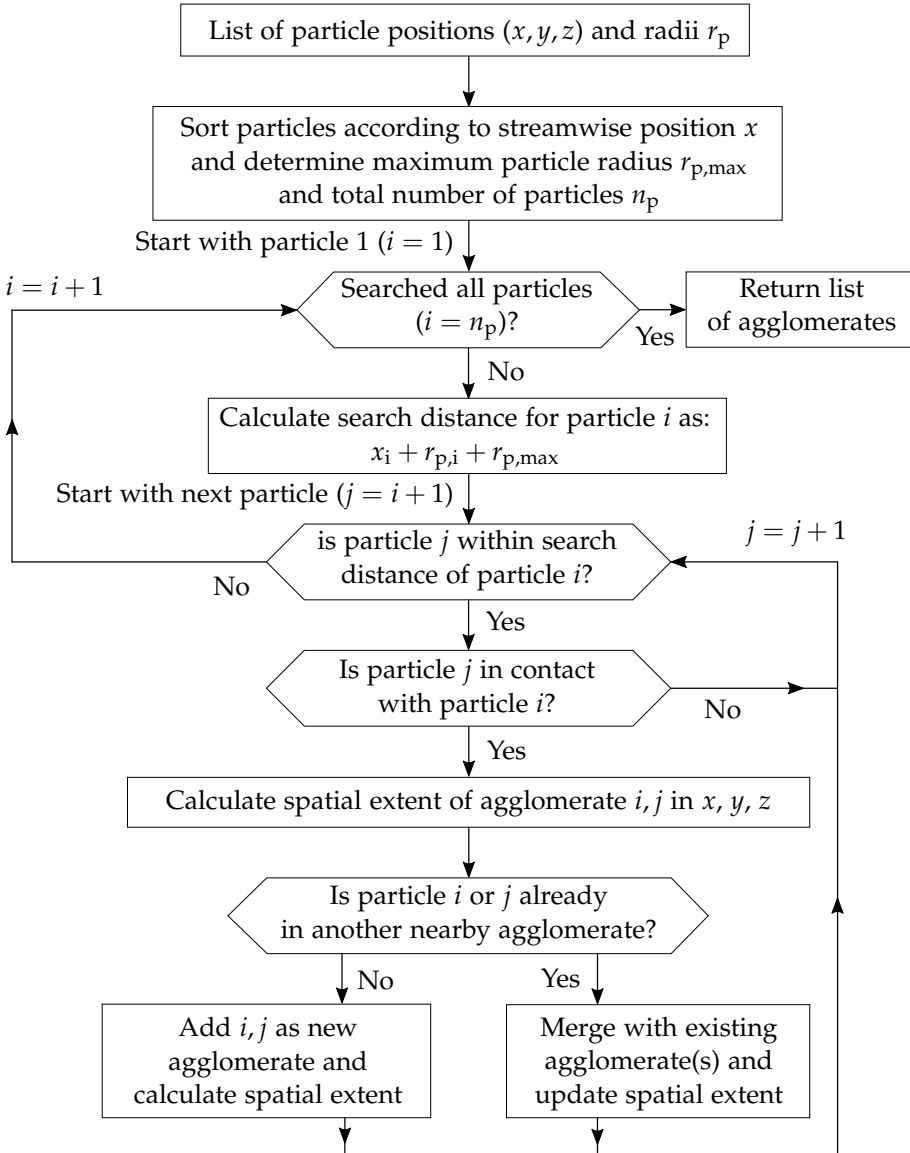 List of particle positions (x, y, z) and radii r_p
Sort particles according to streamwise position x
and determine maximum particle radius r_p,max
and total number of particles n_p
Start with particle 1 (i = 1)
i = i + 1
Searched all particles
(i = n_p)?
Yes
Return list
of agglomerates
No
Calculate search distance for particle i as:
x_i + r_p,i + r_p,max
Start with next particle (j = i + 1)
j = j + 1
is particle j within search
distance of particle i?
No
Yes
Is particle j in contact
with particle i?
No
Yes
Calculate spatial extent of agglomerate i, j in x, y, z
Is particle i or j already
in another nearby agglomerate?
No
Yes
Add i, j as new
agglomerate and
calculate spatial extent
Merge with existing
agglomerate(s) and
update spatial extent